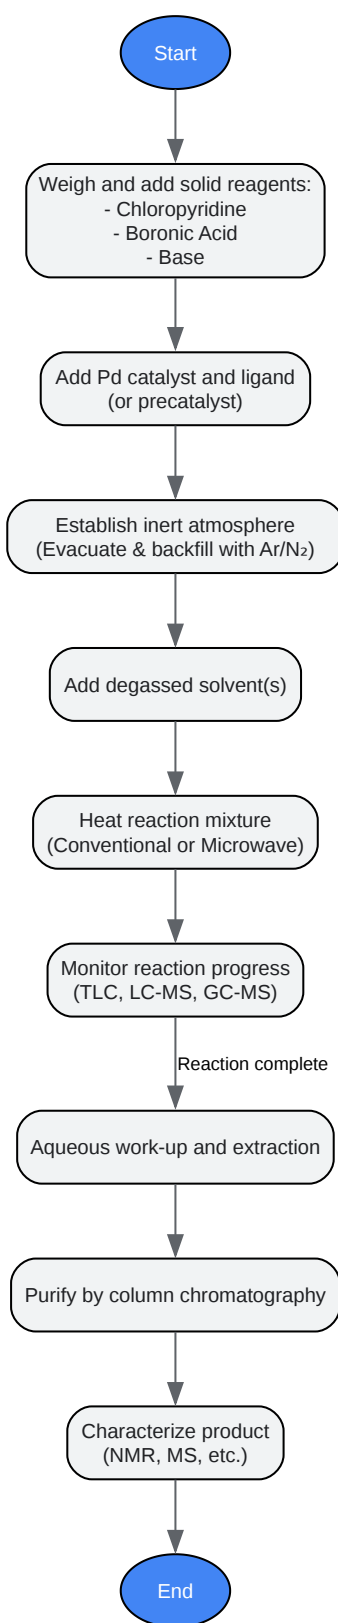 Start
Weigh and add solid reagents:
- Chloropyridine
- Boronic Acid
- Base
Add Pd catalyst and ligand
(or precatalyst)
Establish inert atmosphere
(Evacuate & backfill with Ar/N₂)
Add degassed solvent(s)
Heat reaction mixture
(Conventional or Microwave)
Monitor reaction progress
(TLC, LC-MS, GC-MS)
Reaction complete
Aqueous work-up and extraction
Purify by column chromatography
Characterize product
(NMR, MS, etc.)
End